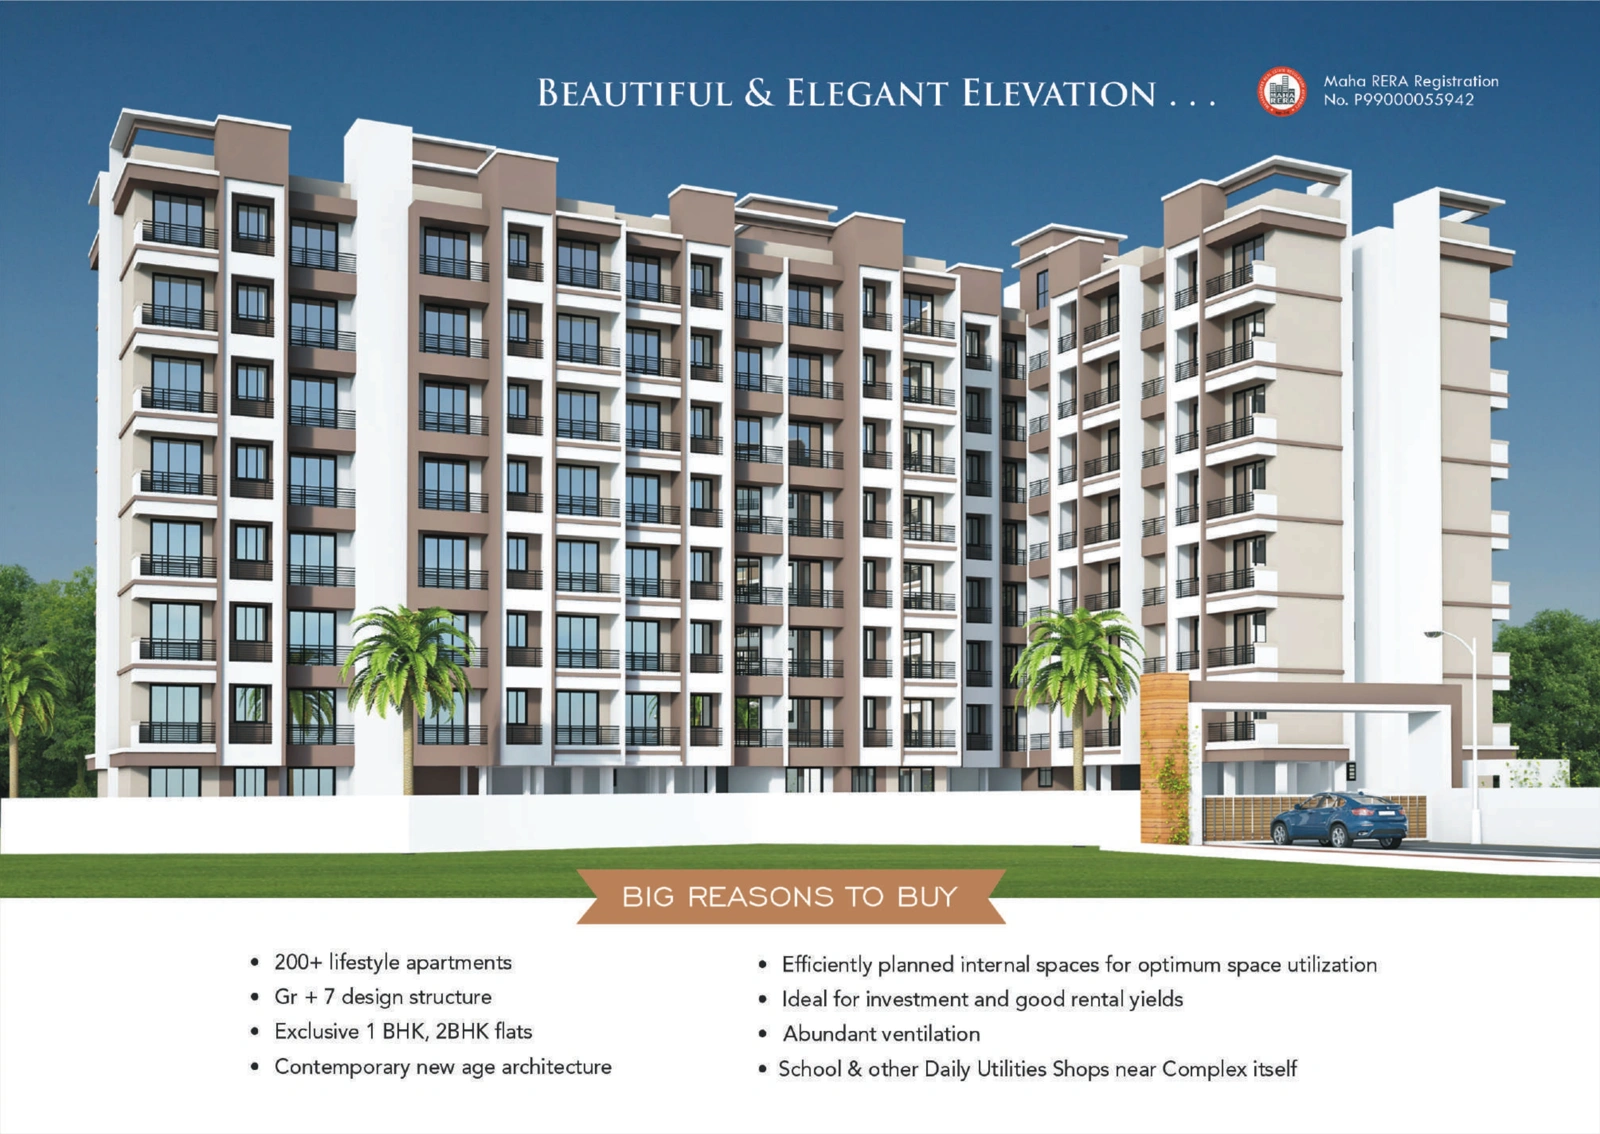 BEAUTIFUL & ELEGANT ELEVATION . . .
MAHA
RERA
Maha RERA Registration
No. P99000055942
BIG REASONS TO BUY
• 200+ lifestyle apartments
• Gr + 7 design structure
• Exclusive 1 BHK, 2BHK flats
• Contemporary new age architecture
• Efficiently planned internal spaces for optimum space utilization
• Ideal for investment and good rental yields
• Abundant ventilation
• School & other Daily Utilities Shops near Complex itself